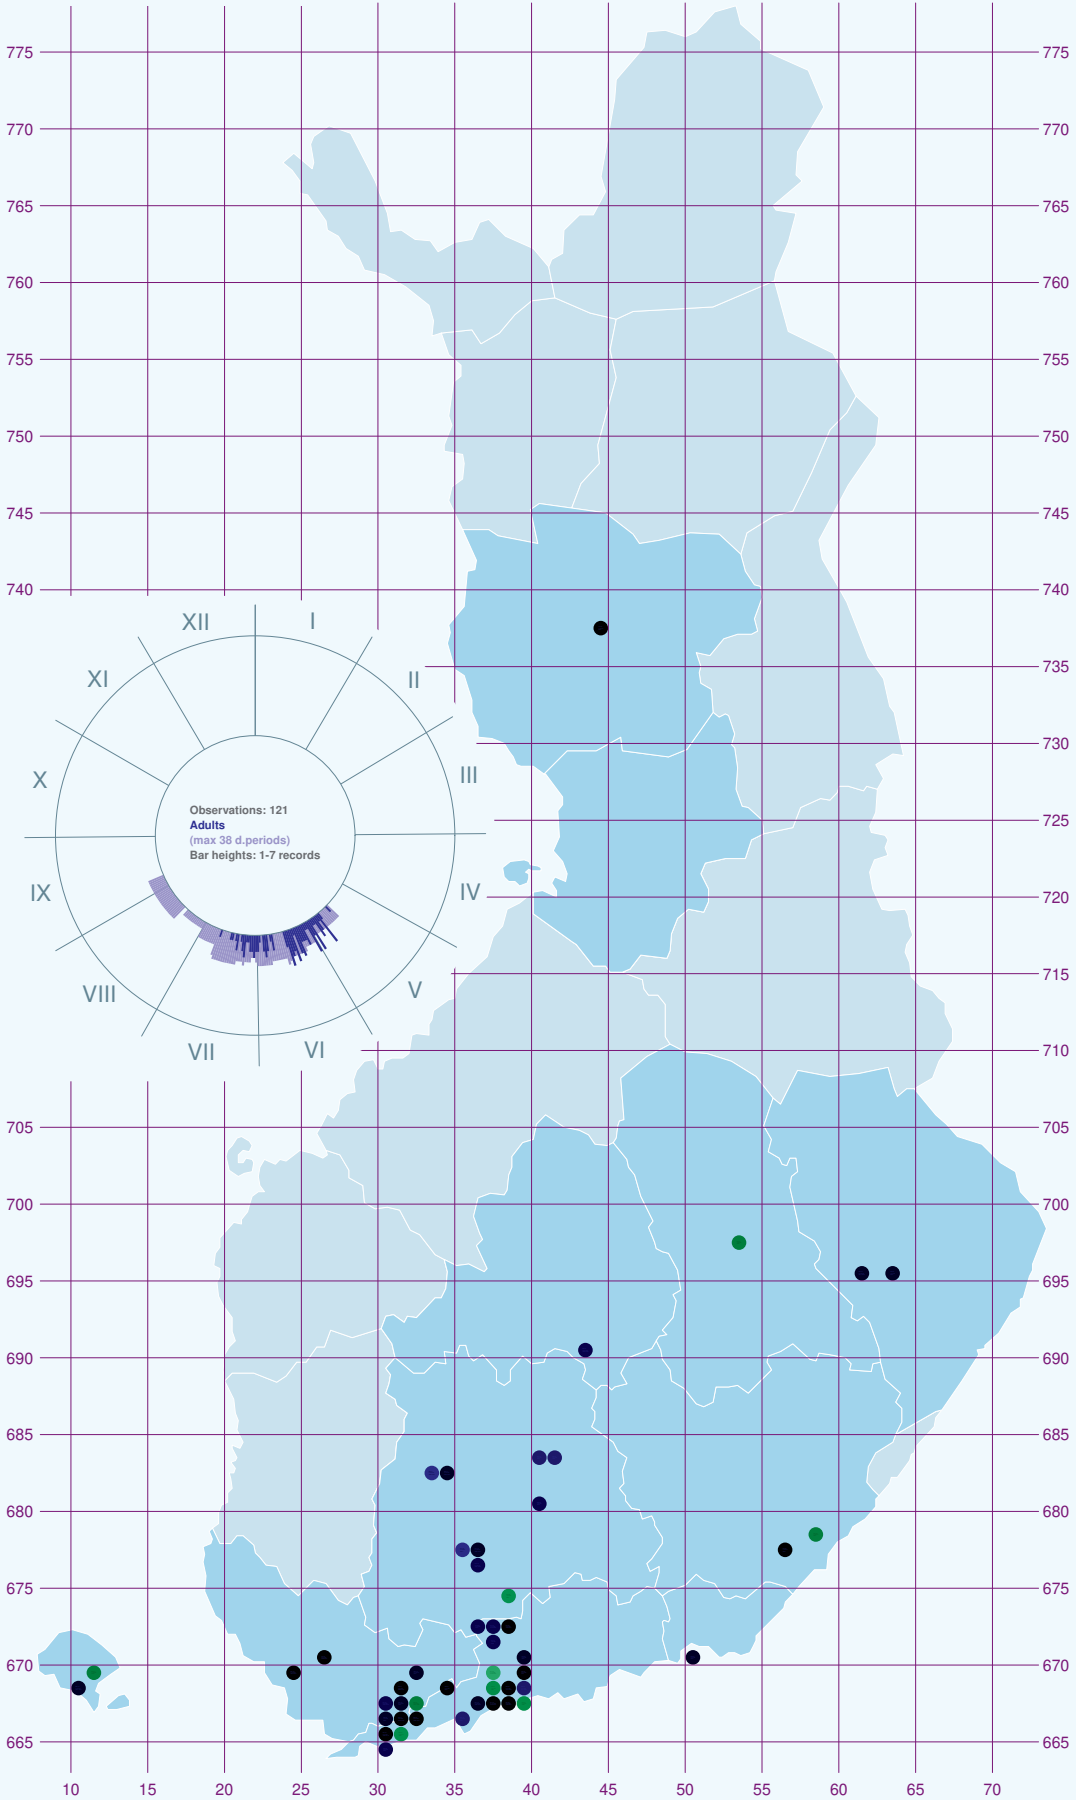 775 775
770 770
765 765
760 760
755 755
750 750
745 745
740 740
735 735
730 730
725 725
720 720
715 715
710 710
705 705
700 700
695 695
690 690
685 685
680 680
675 675
670 670
665 665
10 15 20 25 30 35 40 45 50 55 60 65 70
XII I
XI II
X III
IX IV
VIII V
VII VI
Observations: 121
Adults
(max 38 d.periods)
Bar heights: 1-7 records